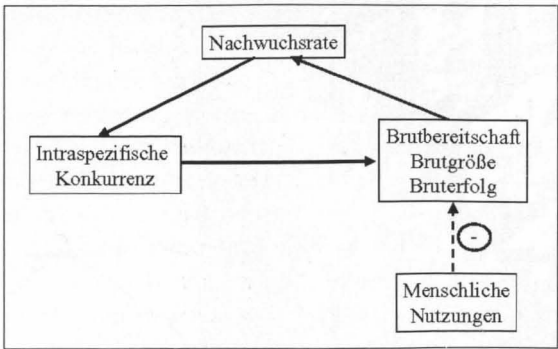 Nachwuchsrate
Intraspezifische
Konkurrenz
Brutbereitschaft
Brutgröße
Bruterfolg
-
Menschliche
Nutzungen